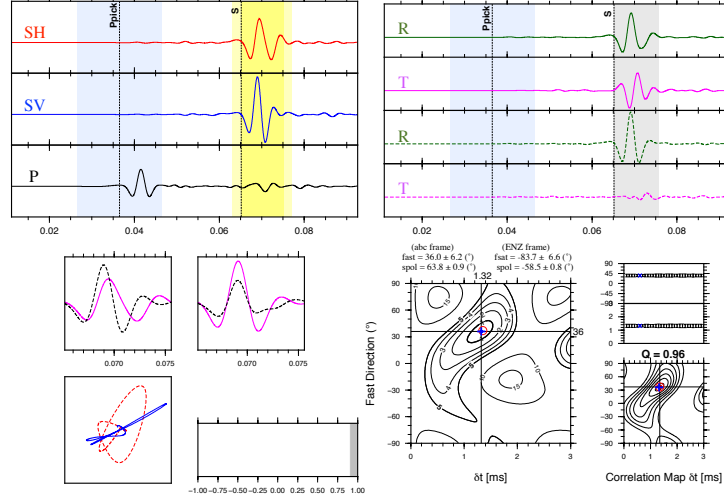 Ppick
S
SH
SV
P
0.02
0.04
0.06
0.08
Ppick
S
R
T
R
T
0.02
0.04
0.06
0.08
0.070
0.075
0.070
0.075
−1.00
−0.75
−0.50
−0.25
0.00
0.25
0.50
0.75
1.00
(abc frame)
(ENZ frame)
fast = 36.0 ± 6.2 (°)
fast = -83.7 ± 6.6 (°)
spol = 63.8 ± 0.9 (°)
spol = -58.5 ± 0.8 (°)
1.32
36
Fast Direction (°)
90
60
30
0
−30
−60
−90
0
1
2
3
δt [ms]
90
45
0
−45
−90
3
2
1
0
Q = 0.96
90
60
30
0
−30
−60
−90
0
1
2
3
Correlation Map δt [ms]